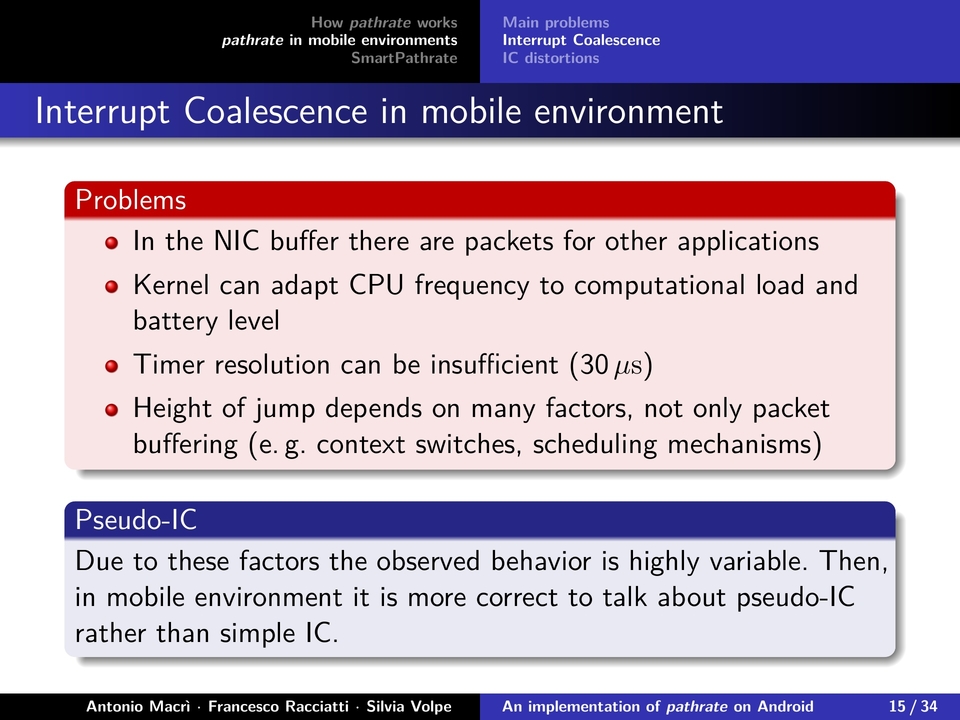 How pathrate works
pathrate in mobile environments
SmartPathrate
Main problems
Interrupt Coalescence
IC distortions
Interrupt Coalescence in mobile environment
Problems
In the NIC buffer there are packets for other applications
Kernel can adapt CPU frequency to computational load and
battery level
Timer resolution can be insufficient (30 μs)
Height of jump depends on many factors, not only packet
buffering (e. g. context switches, scheduling mechanisms)
Pseudo-IC
Due to these factors the observed behavior is highly variable. Then,
in mobile environment it is more correct to talk about pseudo-IC
rather than simple IC.
Antonio Macrì · Francesco Racciatti · Silvia Volpe
An implementation of pathrate on Android
15 / 34